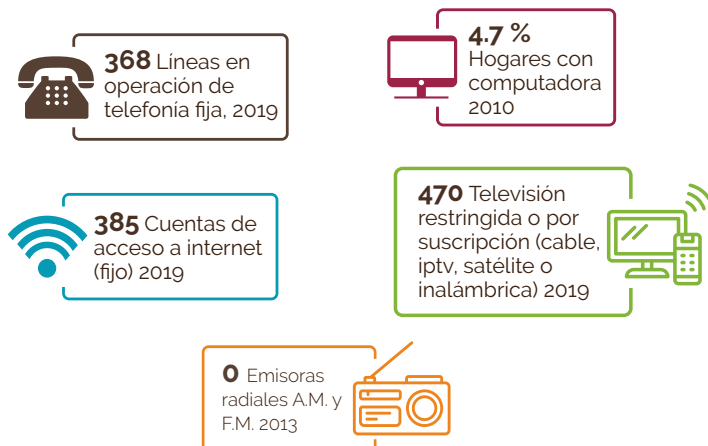 368 Líneas en
operación de
telefonía fija, 2019
4.7 %
Hogares con
computadora
2010
385 Cuentas de
acceso a internet
(fijo) 2019
470 Televisión
restringida o por
suscripción (cable,
iptv, satélite o
inalámbrica) 2019
0 Emisoras
radiales A.M. y
F.M. 2013